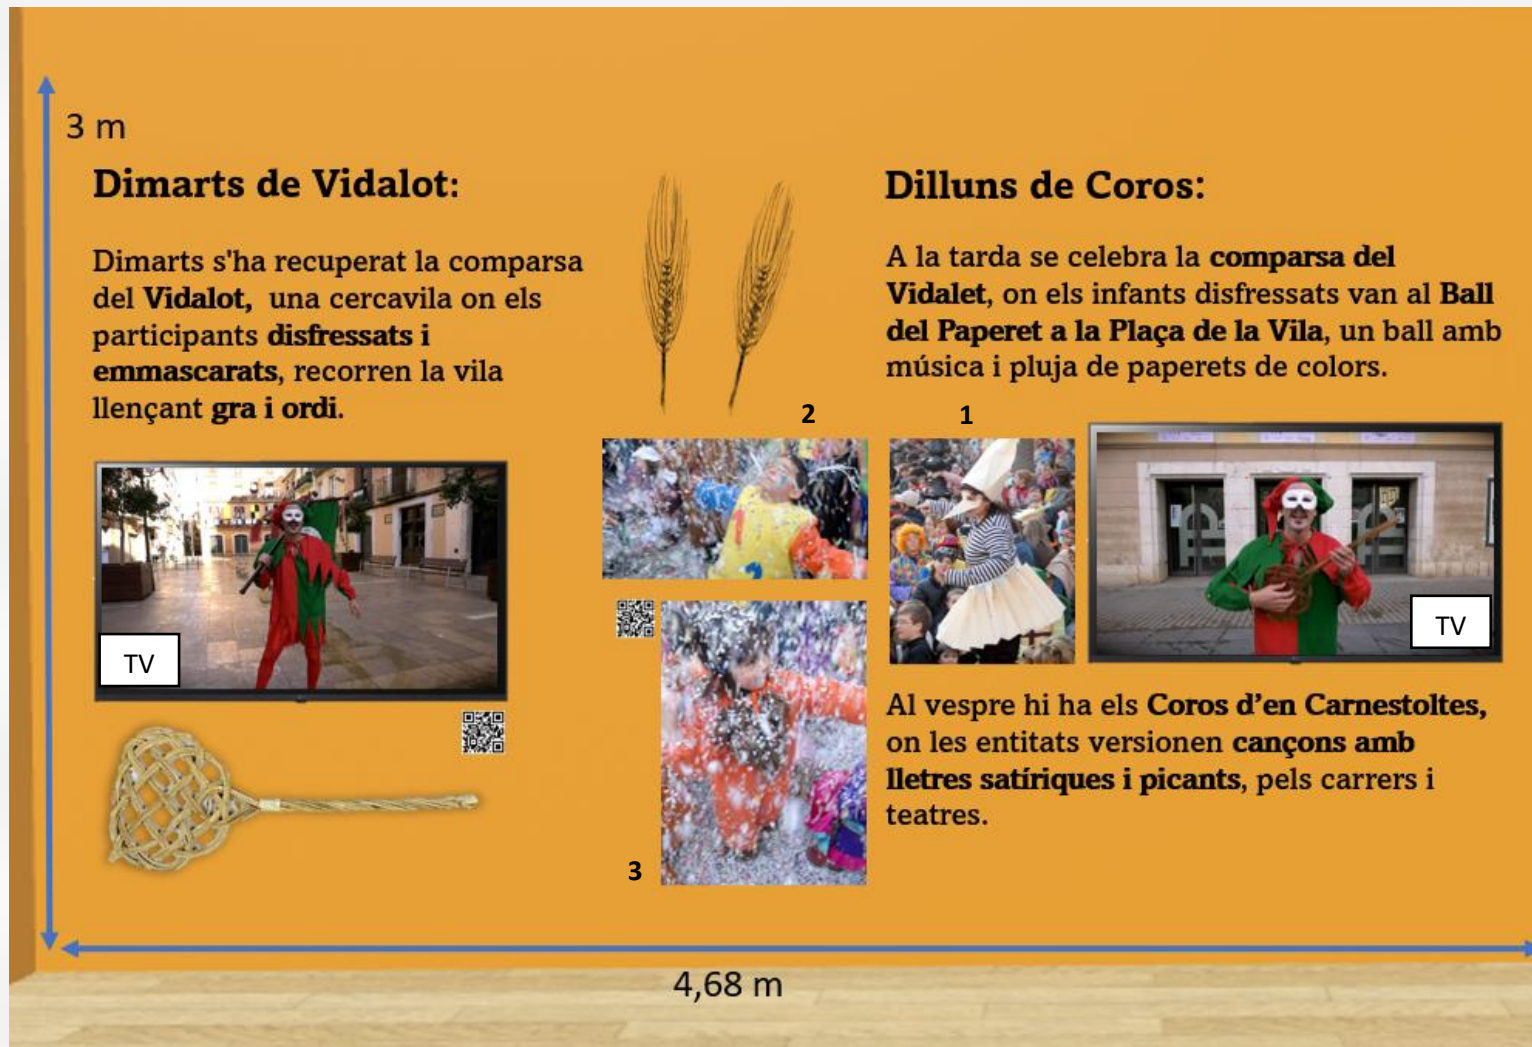 3 m
Dimarts de Vidalot:
Dimarts s'ha recuperat la comparsa
del Vidalot, una cercavila on els
participants disfressats i
emmascarats, recorren la vila
llençant gra i ordi.
TV
Dilluns de Coros:
A la tarda se celebra la comparsa del
Vidalet, on els infants disfressats van al Ball
del Paperet a la Plaça de la Vila, un ball amb
música i pluja de paperets de colors.
2
1
TV
3
Al vespre hi ha els Coros d’en Carnestoltes,
on les entitats versionen cançons amb
lletres satíriques i picants, pels carrers i
teatres.
4,68 m